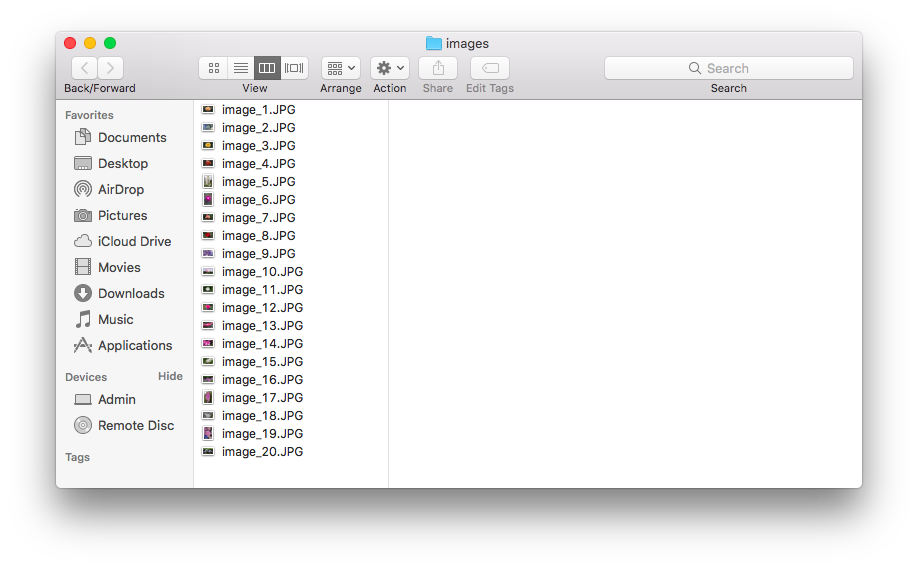 images
Search
Back/Forward View Arrange Action Share Edit Tags Search
Favorites
Documents
Desktop
AirDrop
Pictures
iCloud Drive
Movies
Downloads
Music
Applications
Devices Hide
Admin
Remote Disc
Tags
image_1.JPG
image_2.JPG
image_3.JPG
image_4.JPG
image_5.JPG
image_6.JPG
image_7.JPG
image_8.JPG
image_9.JPG
image_10.JPG
image_11.JPG
image_12.JPG
image_13.JPG
image_14.JPG
image_15.JPG
image_16.JPG
image_17.JPG
image_18.JPG
image_19.JPG
image_20.JPG